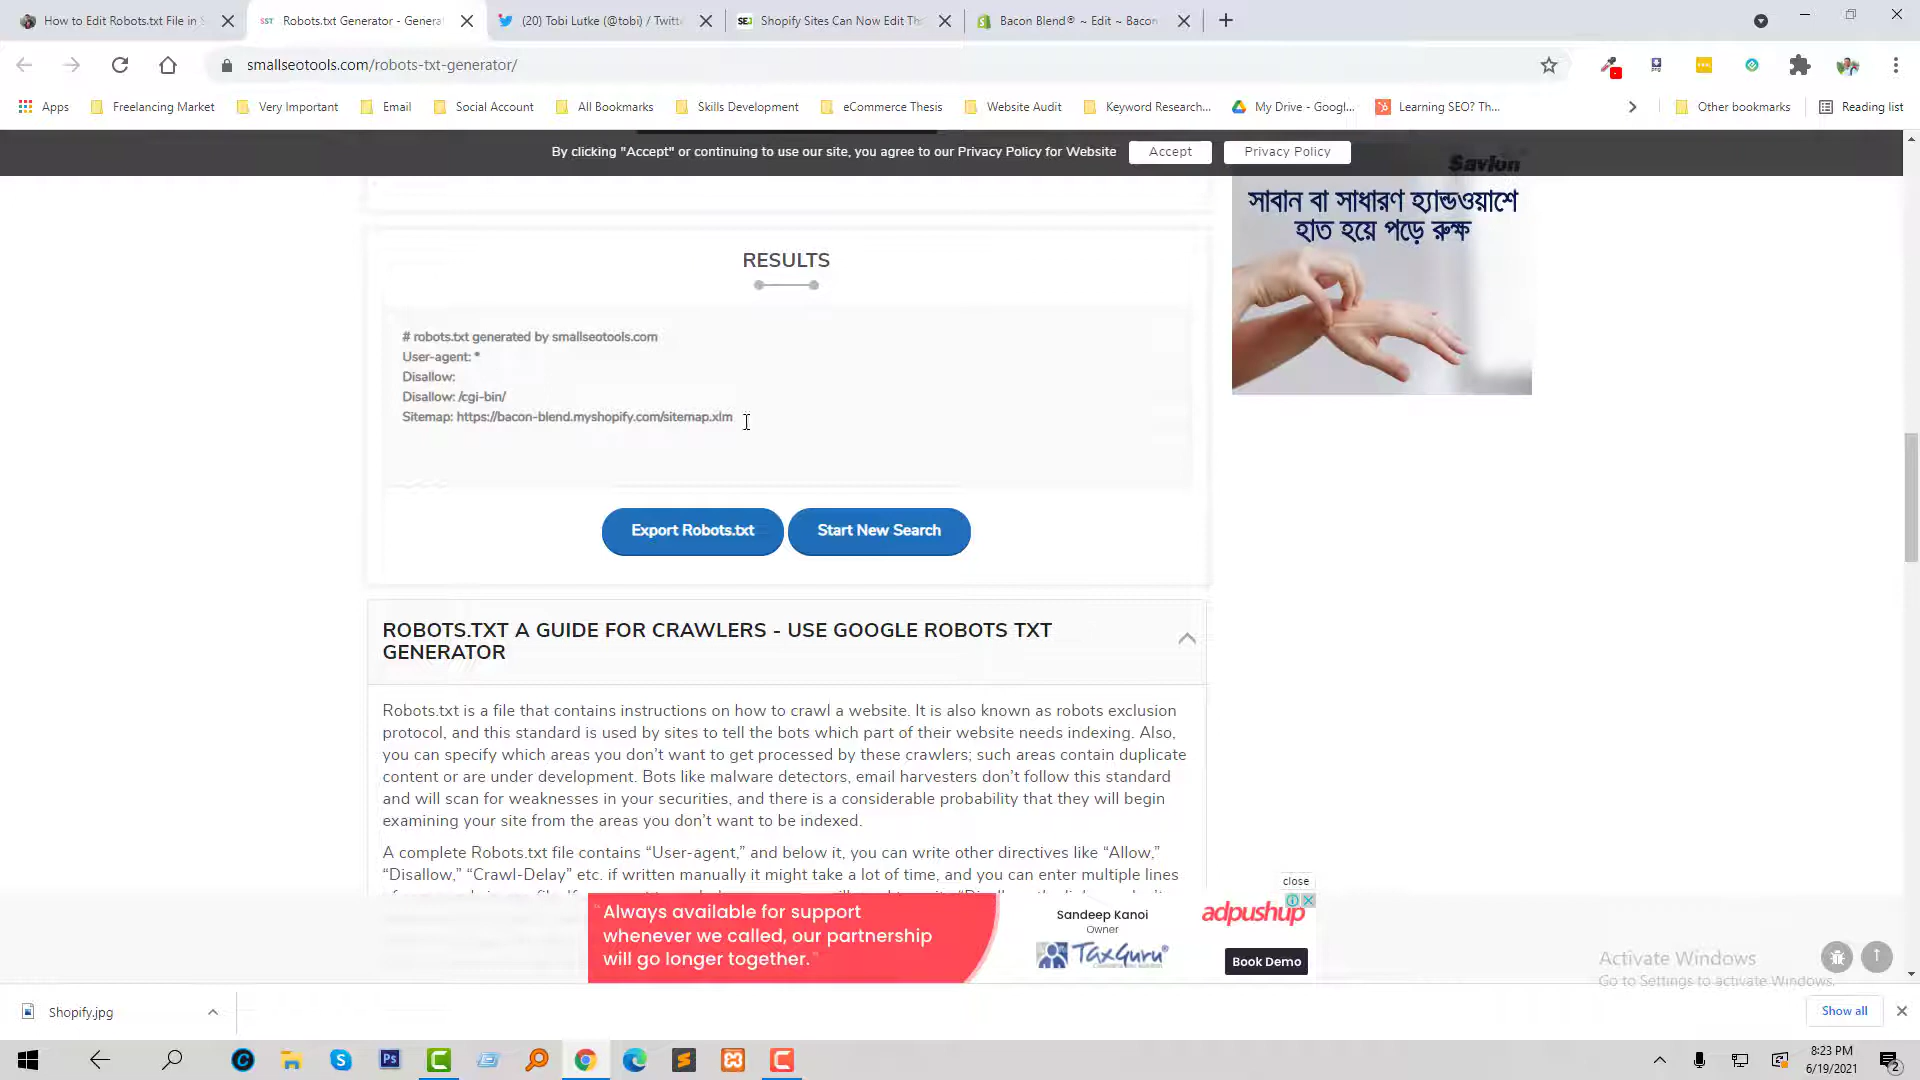 How to Edit Robots.txt File in S
SST Robots.txt Generator - Genera
(20) Tobi Lutke (@tobi) / Twitte
SEJ Shopify Sites Can Now Edit Th
Bacon Blend® ~ Edit ~ Bacon
smallseotools.com/robots-txt-generator/
Apps
Freelancing Market
Very Important
Email
Social Account
All Bookmarks
Skills Development
eCommerce Thesis
Website Audit
Keyword Research...
My Drive - Googl...
Learning SEO? Th...
Other bookmarks
Reading list
By clicking "Accept" or continuing to use our site, you agree to our Privacy Policy for Website
Accept
Privacy Policy
Savlon
সাবান বা সাধারণ হ্যান্ডওয়াশে
হাত হয়ে পড়ে রুক্ষ
RESULTS
# robots.txt generated by smallseotools.com
User-agent: *
Disallow:
Disallow: /cgi-bin/
Sitemap: https://bacon-blend.myshopify.com/sitemap.xlm
Export Robots.txt
Start New Search
ROBOTS.TXT A GUIDE FOR CRAWLERS - USE GOOGLE ROBOTS TXT
GENERATOR
Robots.txt is a file that contains instructions on how to crawl a website. It is also known as robots exclusion
protocol, and this standard is used by sites to tell the bots which part of their website needs indexing. Also,
you can specify which areas you don’t want to get processed by these crawlers; such areas contain duplicate
content or are under development. Bots like malware detectors, email harvesters don’t follow this standard
and will scan for weaknesses in your securities, and there is a considerable probability that they will begin
examining your site from the areas you don’t want to be indexed.
A complete Robots.txt file contains “User-agent,” and below it, you can write other directives like “Allow,”
“Disallow,” “Crawl-Delay” etc. if written manually it might take a lot of time, and you can enter multiple lines
close
“Always available for support
whenever we called, our partnership
will go longer together.”
Sandeep Kanoi
Owner
TaxGuru
adpushup
Book Demo
Activate Windows
Go to Settings to activate Windows.
Shopify.jpg
Show all
Ps
8:23 PM
6/19/2021
2